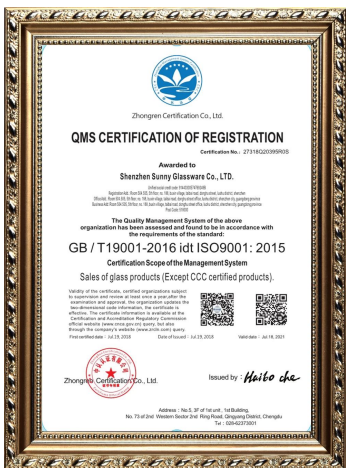 Zhongren Certification Co., Ltd.
QMS CERTIFICATION OF REGISTRATION
Certification No.: 27318Q20399R0S
Awarded to
Shenzhen Sunny Glassware Co., LTD.
The Quality Management System of the above
organization has been assessed and found to be in accordance with
the requirements of the standard:
GB / T19001-2016 idt ISO9001: 2015
Certification Scope of the Management System
Sales of glass products (Except CCC certified products).
Validity of the certificate, certified organizations subject
to supervision and review at least once a year.after the
examination and approval, the organization updates the
two-dimensional code information, the certificate is
effective. The certificate information is available at the
Certification and Accreditation Regulatory Commission
official website (www.cnca.gov.cn) query, but also
through the company's website (www.zrclc.com) query.
First certified date : Jul.29, 2018 Date of issued : Jul.29, 2018 Valid date : Jul 18, 2021
Zhongren Certification Co., Ltd.
Issued by : Haibo che
Address : No.5, 3F of 1st unit , 1st Building,
No. 73 of 2nd Western Sector 2nd Ring Road, Qingyang District, Chengdu
Tel : 028-62373001